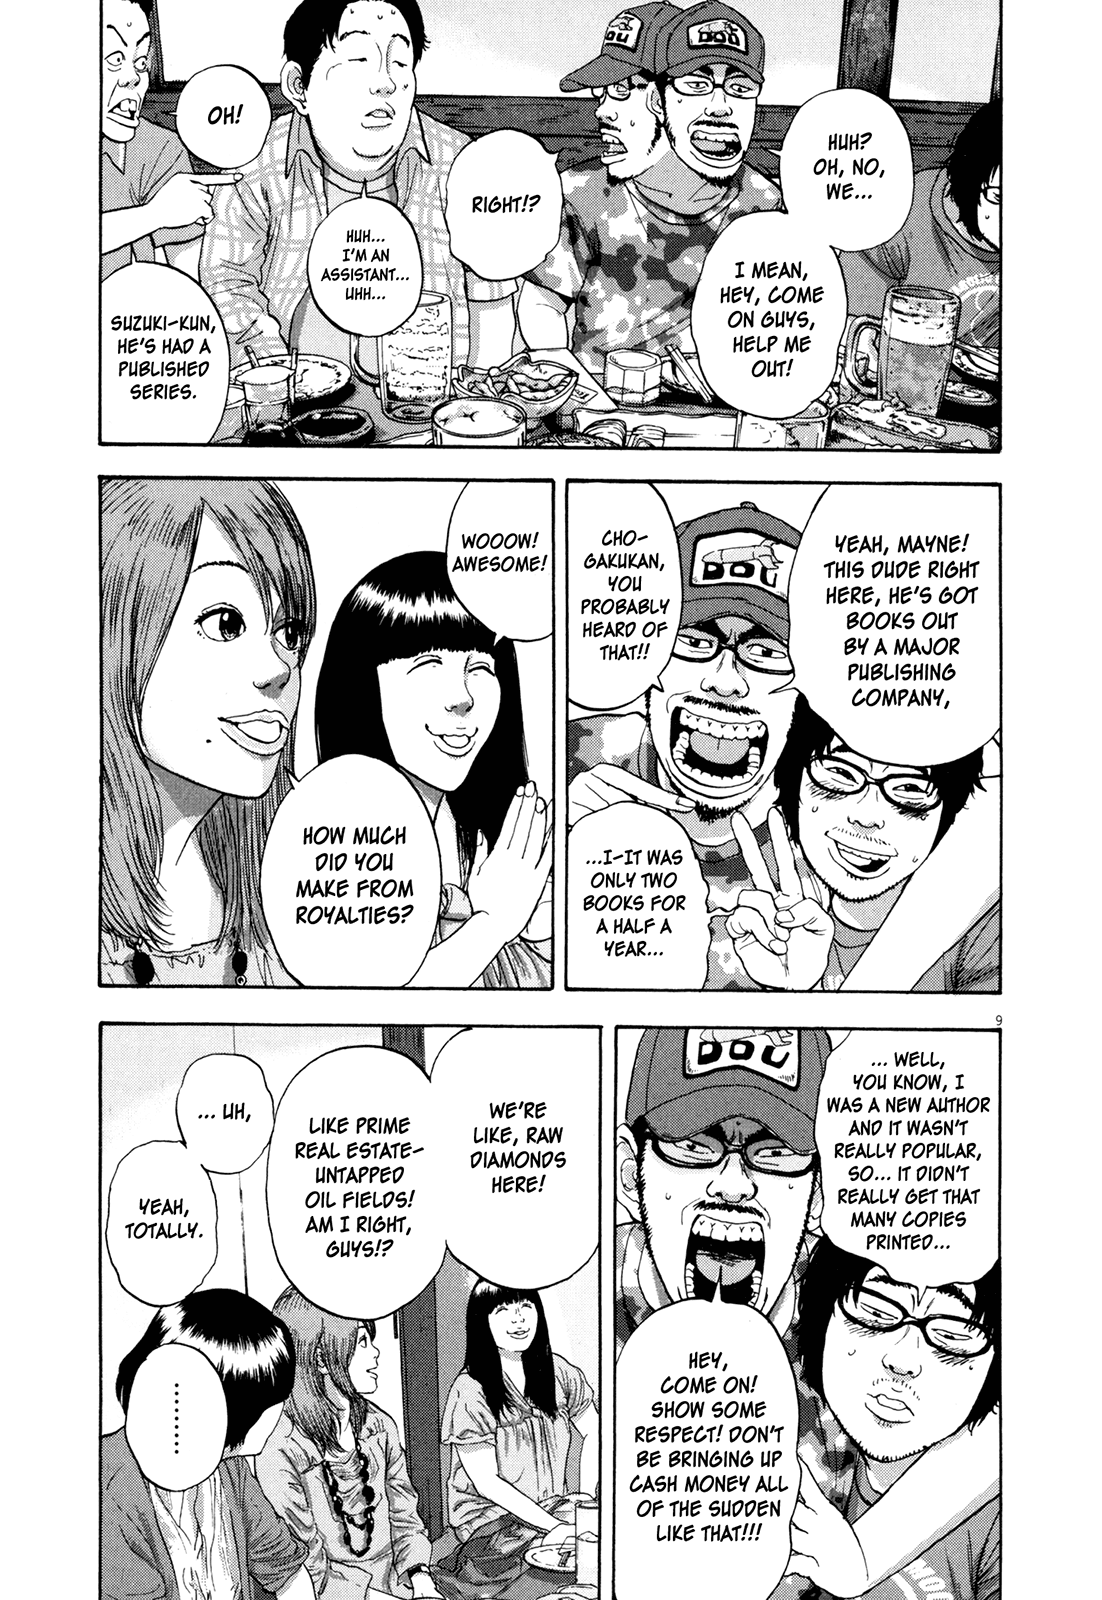 HUH?
OH, NO,
WE...
I MEAN,
HEY, COME
ON GUYS,
HELP ME
OUT!
DOU
DOU
RIGHT!?
HUH...
I'M AN
ASSISTANT...
UHH...
OH!
SUZUKI-KUN,
HE'S HAD A
PUBLISHED
SERIES.
YEAH, MAYNE!
THIS DUDE RIGHT
HERE, HE'S GOT
BOOKS OUT
BY A MAJOR
PUBLISHING
COMPANY,
CHO-
GAKUKAN,
YOU
PROBABLY
HEARD OF
THAT!!
DOU
...I-IT WAS
ONLY TWO
BOOKS FOR
A HALF A
YEAR...
WOOOW!
AWESOME!
HOW MUCH
DID YOU
MAKE FROM
ROYALTIES?
9
... WELL,
YOU KNOW, I
WAS A NEW AUTHOR
AND IT WASN'T
REALLY POPULAR,
SO... IT DIDN'T
REALLY GET THAT
MANY COPIES
PRINTED...
DOU
HEY,
COME ON!
SHOW SOME
RESPECT! DON'T
BE BRINGING UP
CASH MONEY ALL
OF THE SUDDEN
LIKE THAT!!!
WE'RE
LIKE, RAW
DIAMONDS
HERE!
LIKE PRIME
REAL ESTATE-
UNTAPPED
OIL FIELDS!
AM I RIGHT,
GUYS!?
... UH,
YEAH,
TOTALLY.
........